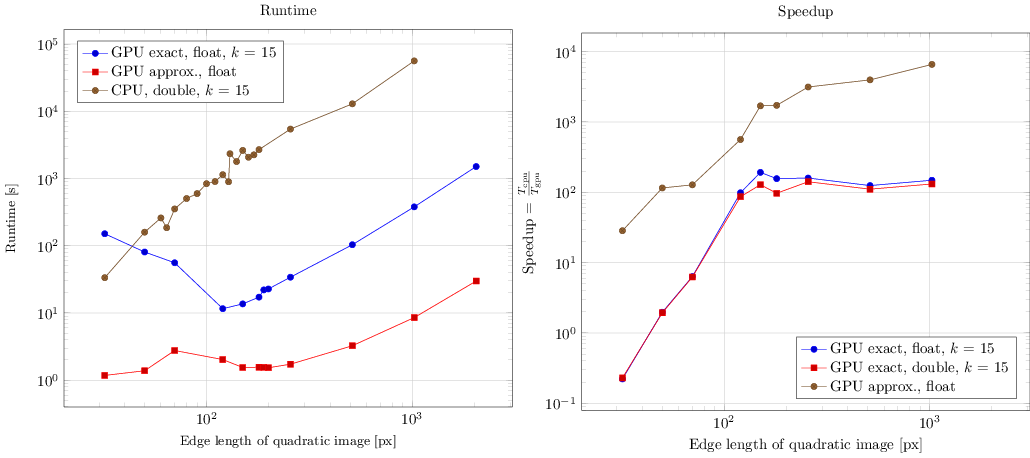 Runtime
10^5
10^4
10^3
10^2
10^1
10^0
Runtime [s]
GPU exact, float, k = 15
GPU approx., float
CPU, double, k = 15
10^2
10^3
Edge length of quadratic image [px]
Speedup
10^4
10^3
10^2
10^1
10^0
10^−1
Speedup = T_cpu/T_gpu
GPU exact, float, k = 15
GPU exact, double, k = 15
GPU approx., float
10^2
10^3
Edge length of quadratic image [px]